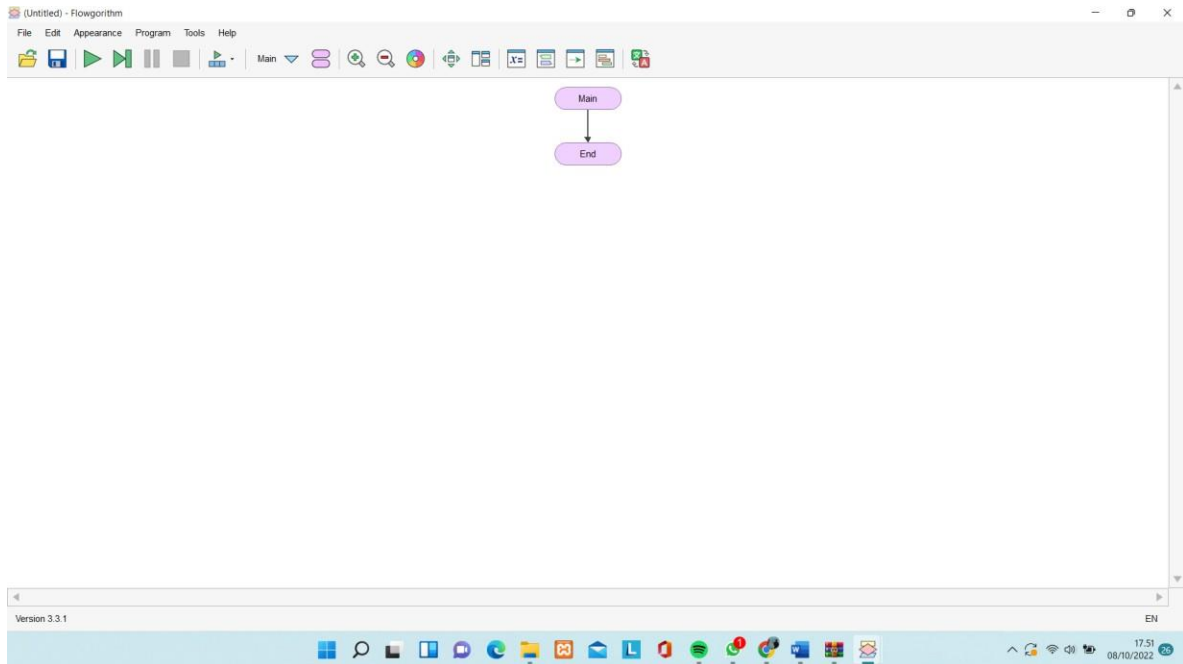 (Untitled) - Flowgorithm
File Edit Appearance Program Tools Help
Main
Main
End
Version 3.3.1
EN
17.51
08/10/2022
26